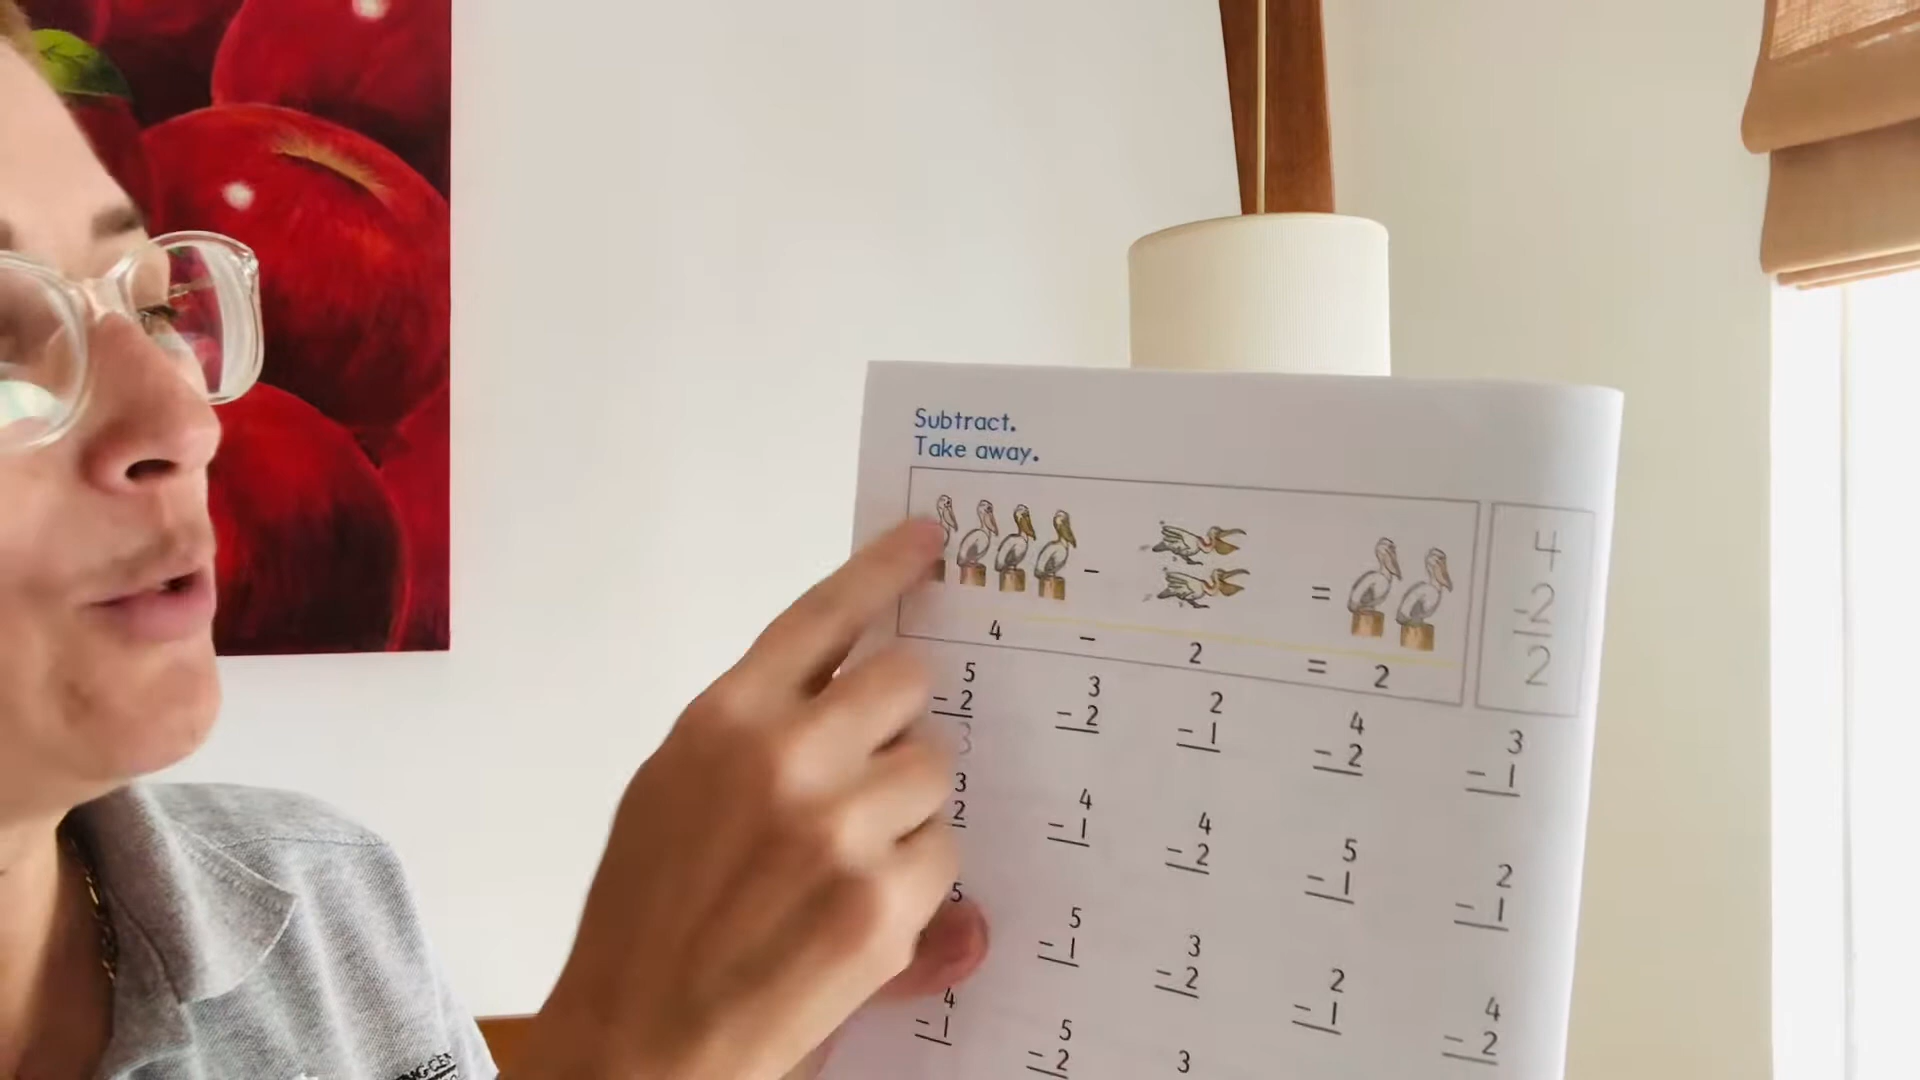 Subtract.
Take away.
- =
4 - 2 = 2
4
-2
2
5 3 2 4 3
- 2 - 2 - 1 - 2 - 1
3
3 4 4 5 2
2 - 1 - 2 - 1 - 1
5 5 3 2 4
- 1 - 2 - 1 - 2
4 5 3
- 1 - 2